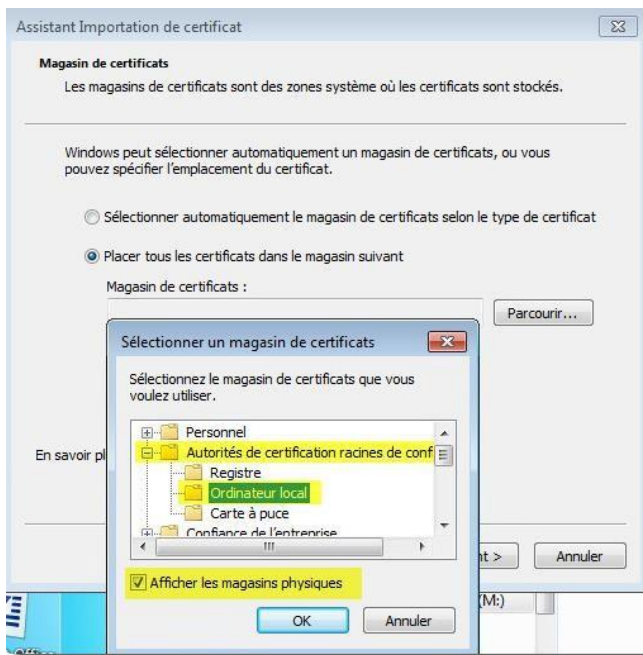 Assistant Importation de certificat
Magasin de certificats
Les magasins de certificats sont des zones système où les certificats sont stockés.
Windows peut sélectionner automatiquement un magasin de certificats, ou vous
pouvez spécifier l'emplacement du certificat.
Sélectionner automatiquement le magasin de certificats selon le type de certificat
Placer tous les certificats dans le magasin suivant
Magasin de certificats :
Parcourir...
Sélectionner un magasin de certificats
Sélectionnez le magasin de certificats que vous
voulez utiliser.
Personnel
Autorités de certification racines de conf
Registre
Ordinateur local
Carte à puce
Confiance de l'entreprise
En savoir pl
Afficher les magasins physiques
nt >
Annuler
OK
Annuler
(M:)